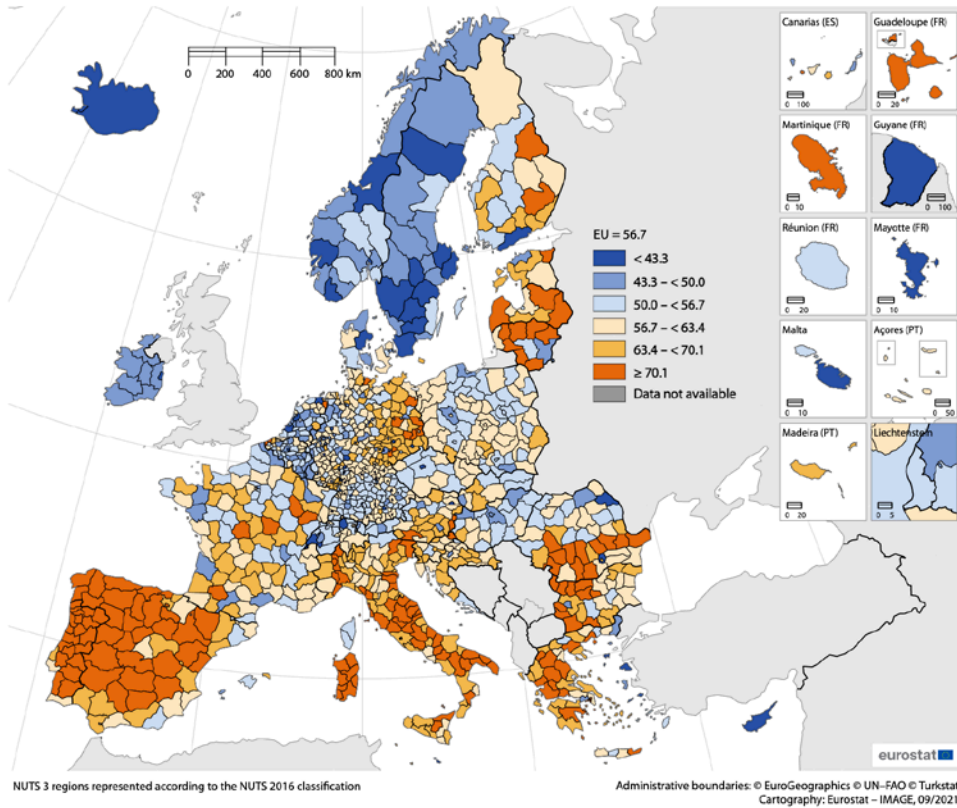 0 200 400 600 800 km
Canarias (ES)
0 100
Guadeloupe (FR)
0 20
Martinique (FR)
0 10
Guyane (FR)
0 100
Réunion (FR)
0 20
Mayotte (FR)
0 10
Malta
0 10
Açores (PT)
0 50
Madeira (PT)
0 20
Liechtenstein
0 5
EU = 56.7
< 43.3
43.3 – < 50.0
50.0 – < 56.7
56.7 – < 63.4
63.4 – < 70.1
≥ 70.1
Data not available
eurostat
NUTS 3 regions represented according to the NUTS 2016 classification
Administrative boundaries: © EuroGeographics © UN–FAO © Turkstat
Cartography: Eurostat – IMAGE, 09/2021